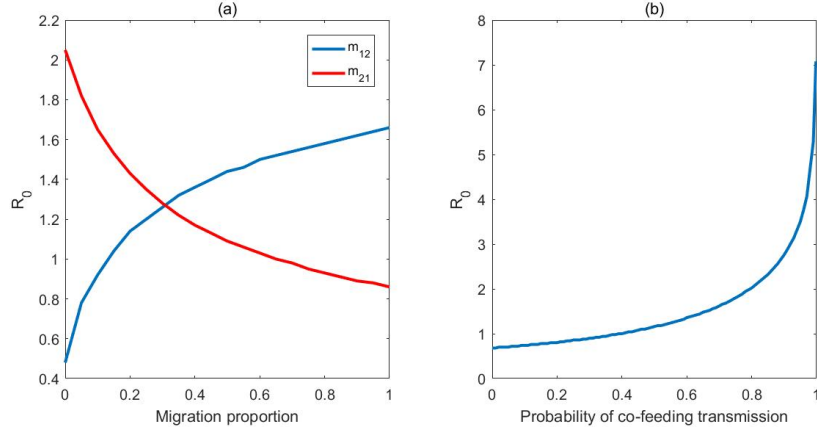 (a)
2.2
2
1.8
1.6
1.4
1.2
1
0.8
0.6
0.4
R0
m12
m21
0 0.2 0.4 0.6 0.8 1
Migration proportion
(b)
8
7
6
5
4
3
2
1
0
R0
0 0.2 0.4 0.6 0.8 1
Probability of co-feeding transmission